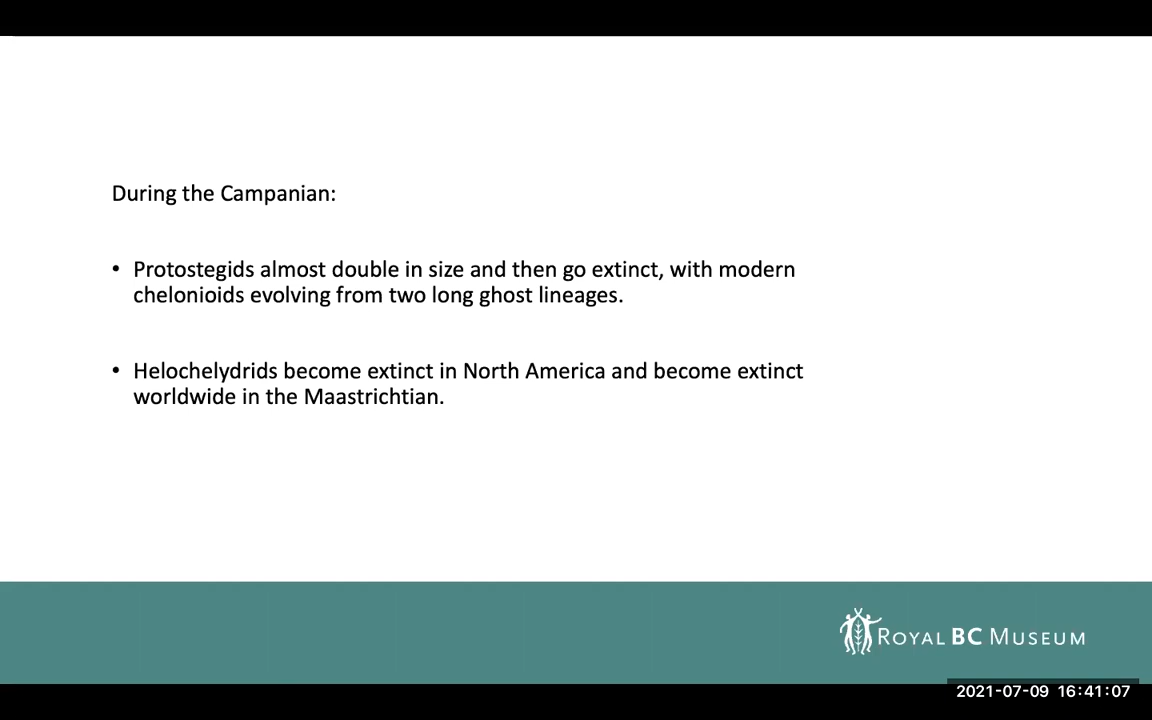 During the Campanian:
• Protostegids almost double in size and then go extinct, with modern
chelonioids evolving from two long ghost lineages.
• Helochelydrids become extinct in North America and become extinct
worldwide in the Maastrichtian.
ROYAL BC MUSEUM
2021-07-09 16:41:07